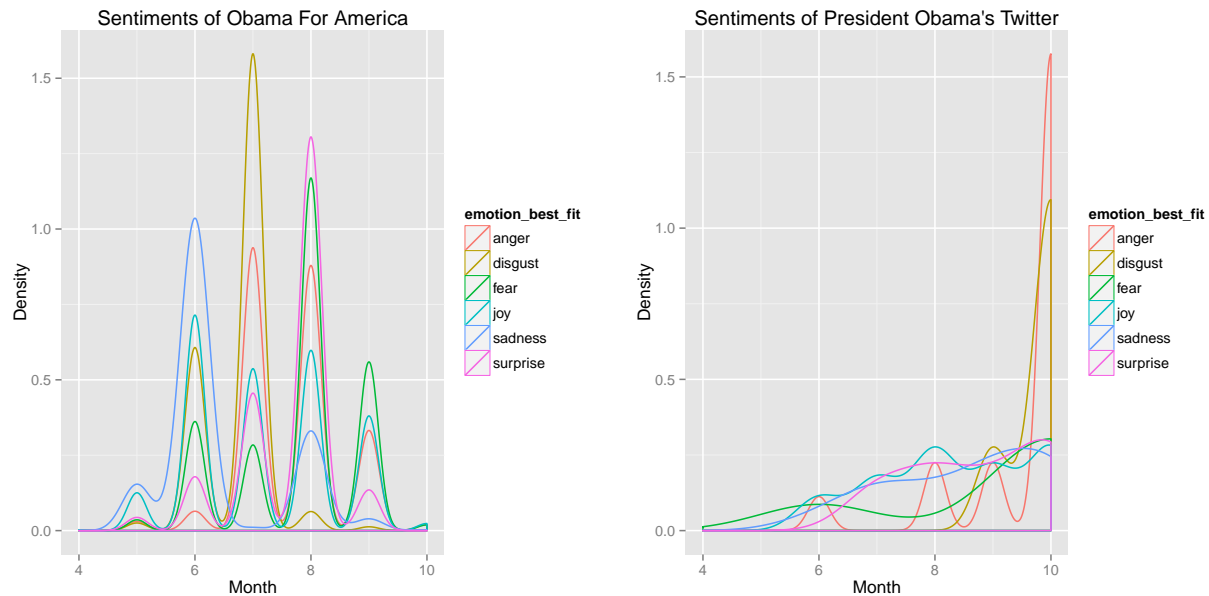 Sentiments of Obama For America
1.5
1.0
0.5
0.0
Density
4 6 8 10
Month
emotion_best_fit
anger
disgust
fear
joy
sadness
surprise
Sentiments of President Obama's Twitter
1.5
1.0
0.5
0.0
Density
4 6 8 10
Month
emotion_best_fit
anger
disgust
fear
joy
sadness
surprise